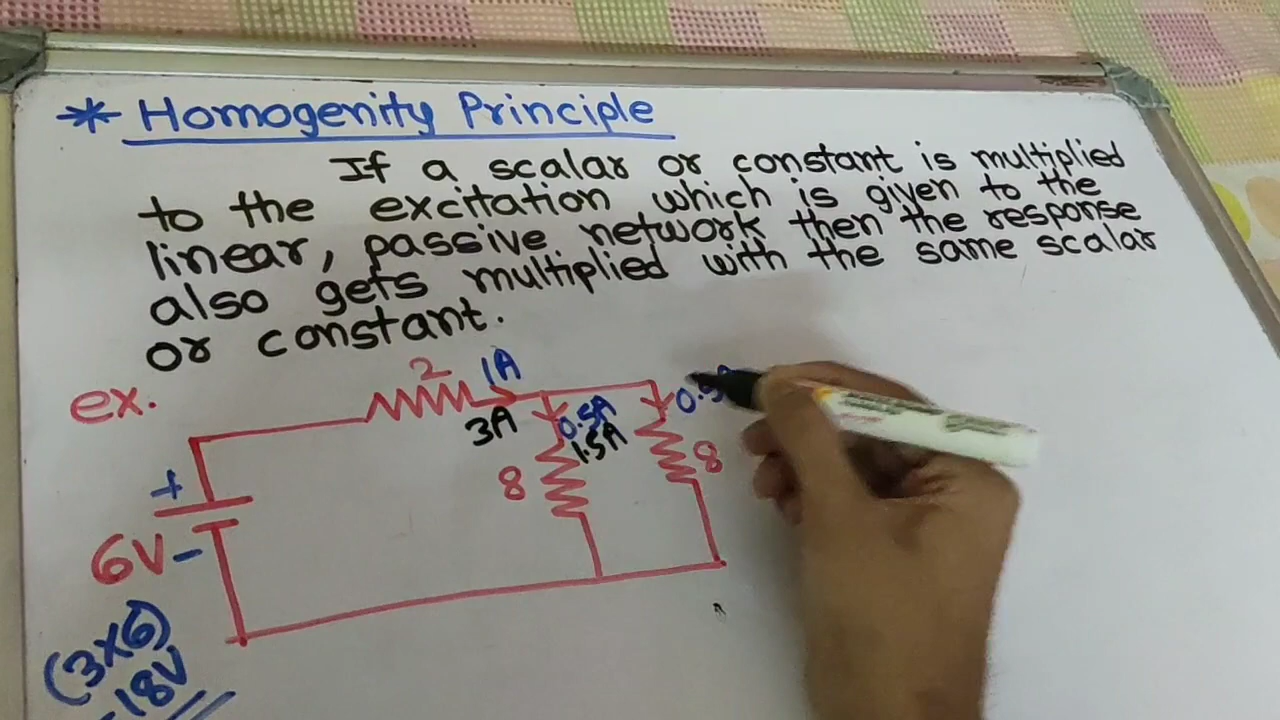 * Homogenity Principle
If a scalar or constant is multiplied
to the excitation which is given to the
linear, passive network then the response
also gets multiplied with the same scalar
or constant.
ex.
2
1A
3A
0.5A
1.5A
8
8
+
6V
-
(3X6)
18V